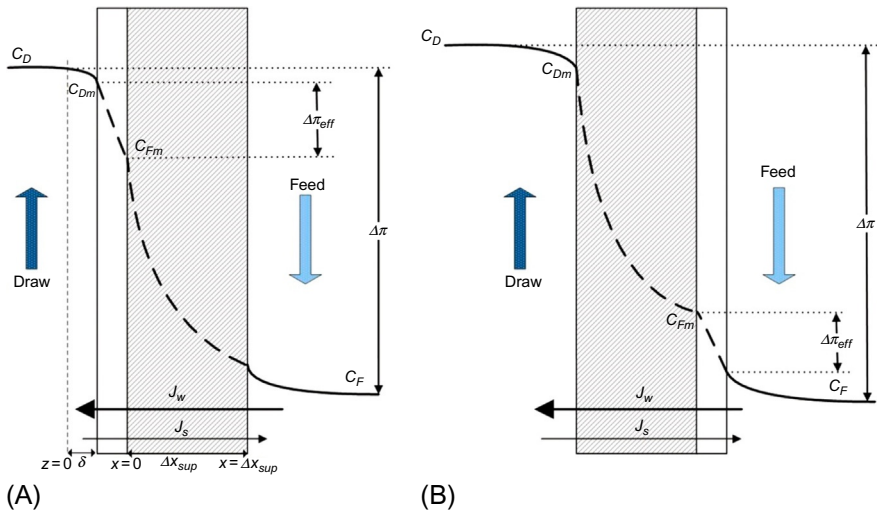 C_D
C_Dm
C_Fm
Δπ_eff
Feed
Δπ
Draw
C_F
J_w
J_s
z = 0
δ
x = 0
Δx_sup
x = Δx_sup
(A)
C_D
C_Dm
Feed
Δπ
Draw
C_Fm
Δπ_eff
C_F
J_w
J_s
(B)